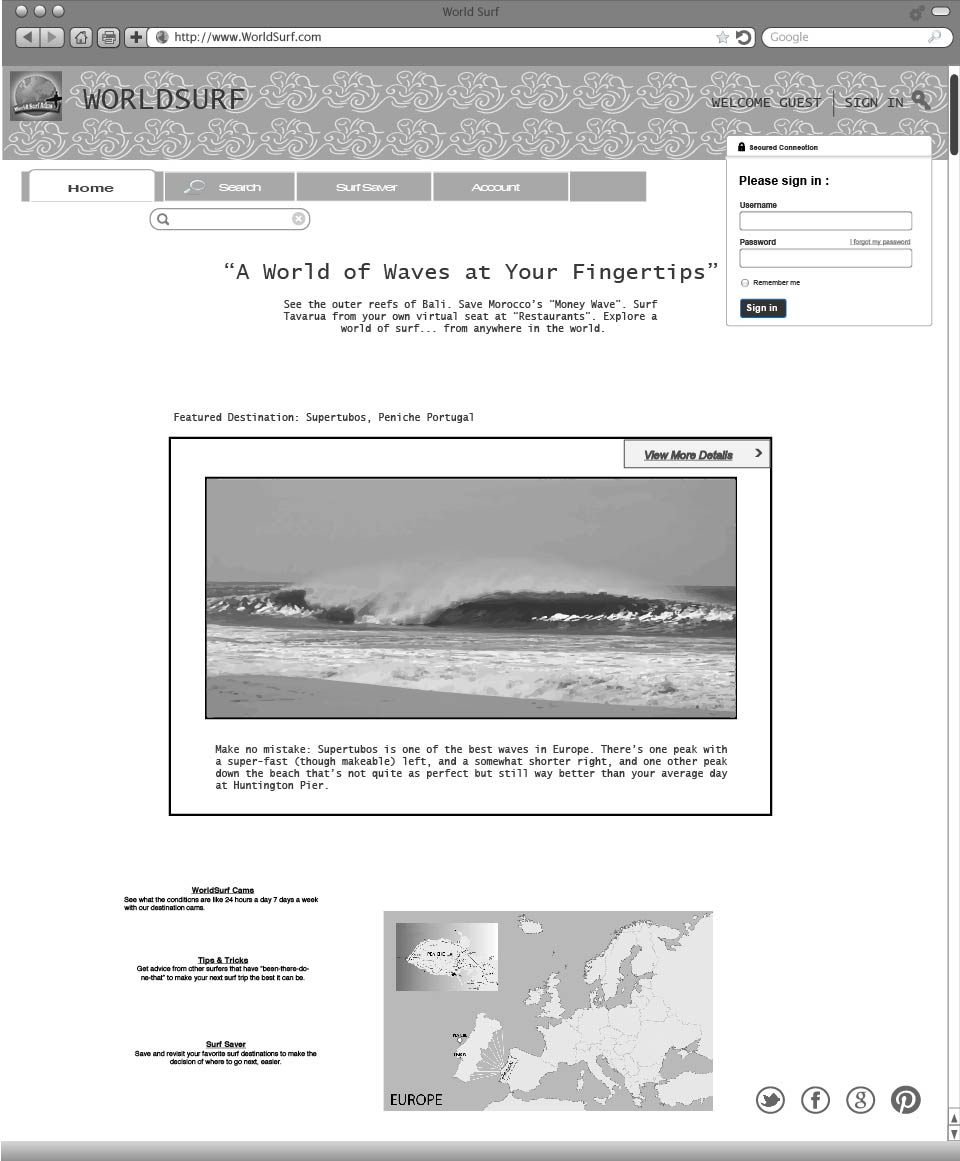 World Surf
http://www.WorldSurf.com
Google
WORLDSURF
WELCOME GUEST
SIGN IN
Secured Connection
Please sign in :
Username
Password
I forgot my password
Remember me
Sign in
Home
Search
Surf Saver
Account
“A World of Waves at Your Fingertips”
See the outer reefs of Bali. Save Morocco's "Money Wave". Surf
Tavarua from your own virtual seat at "Restaurants". Explore a
world of surf... from anywhere in the world.
Featured Destination: Supertubos, Peniche Portugal
View More Details
Make no mistake: Supertubos is one of the best waves in Europe. There's one peak with
a super-fast (though makeable) left, and a somewhat shorter right, and one other peak
down the beach that's not quite as perfect but still way better than your average day
at Huntington Pier.
WorldSurf Cams
See what the conditions are like 24 hours a day 7 days a week
with our destination cams.
Tips & Tricks
Get advice from other surfers that have "been-there-do-
ne-that" to make your next surf trip the best it can be.
Surf Saver
Save and revisit your favorite surf destinations to make the
decision of where to go next, easier.
EUROPE